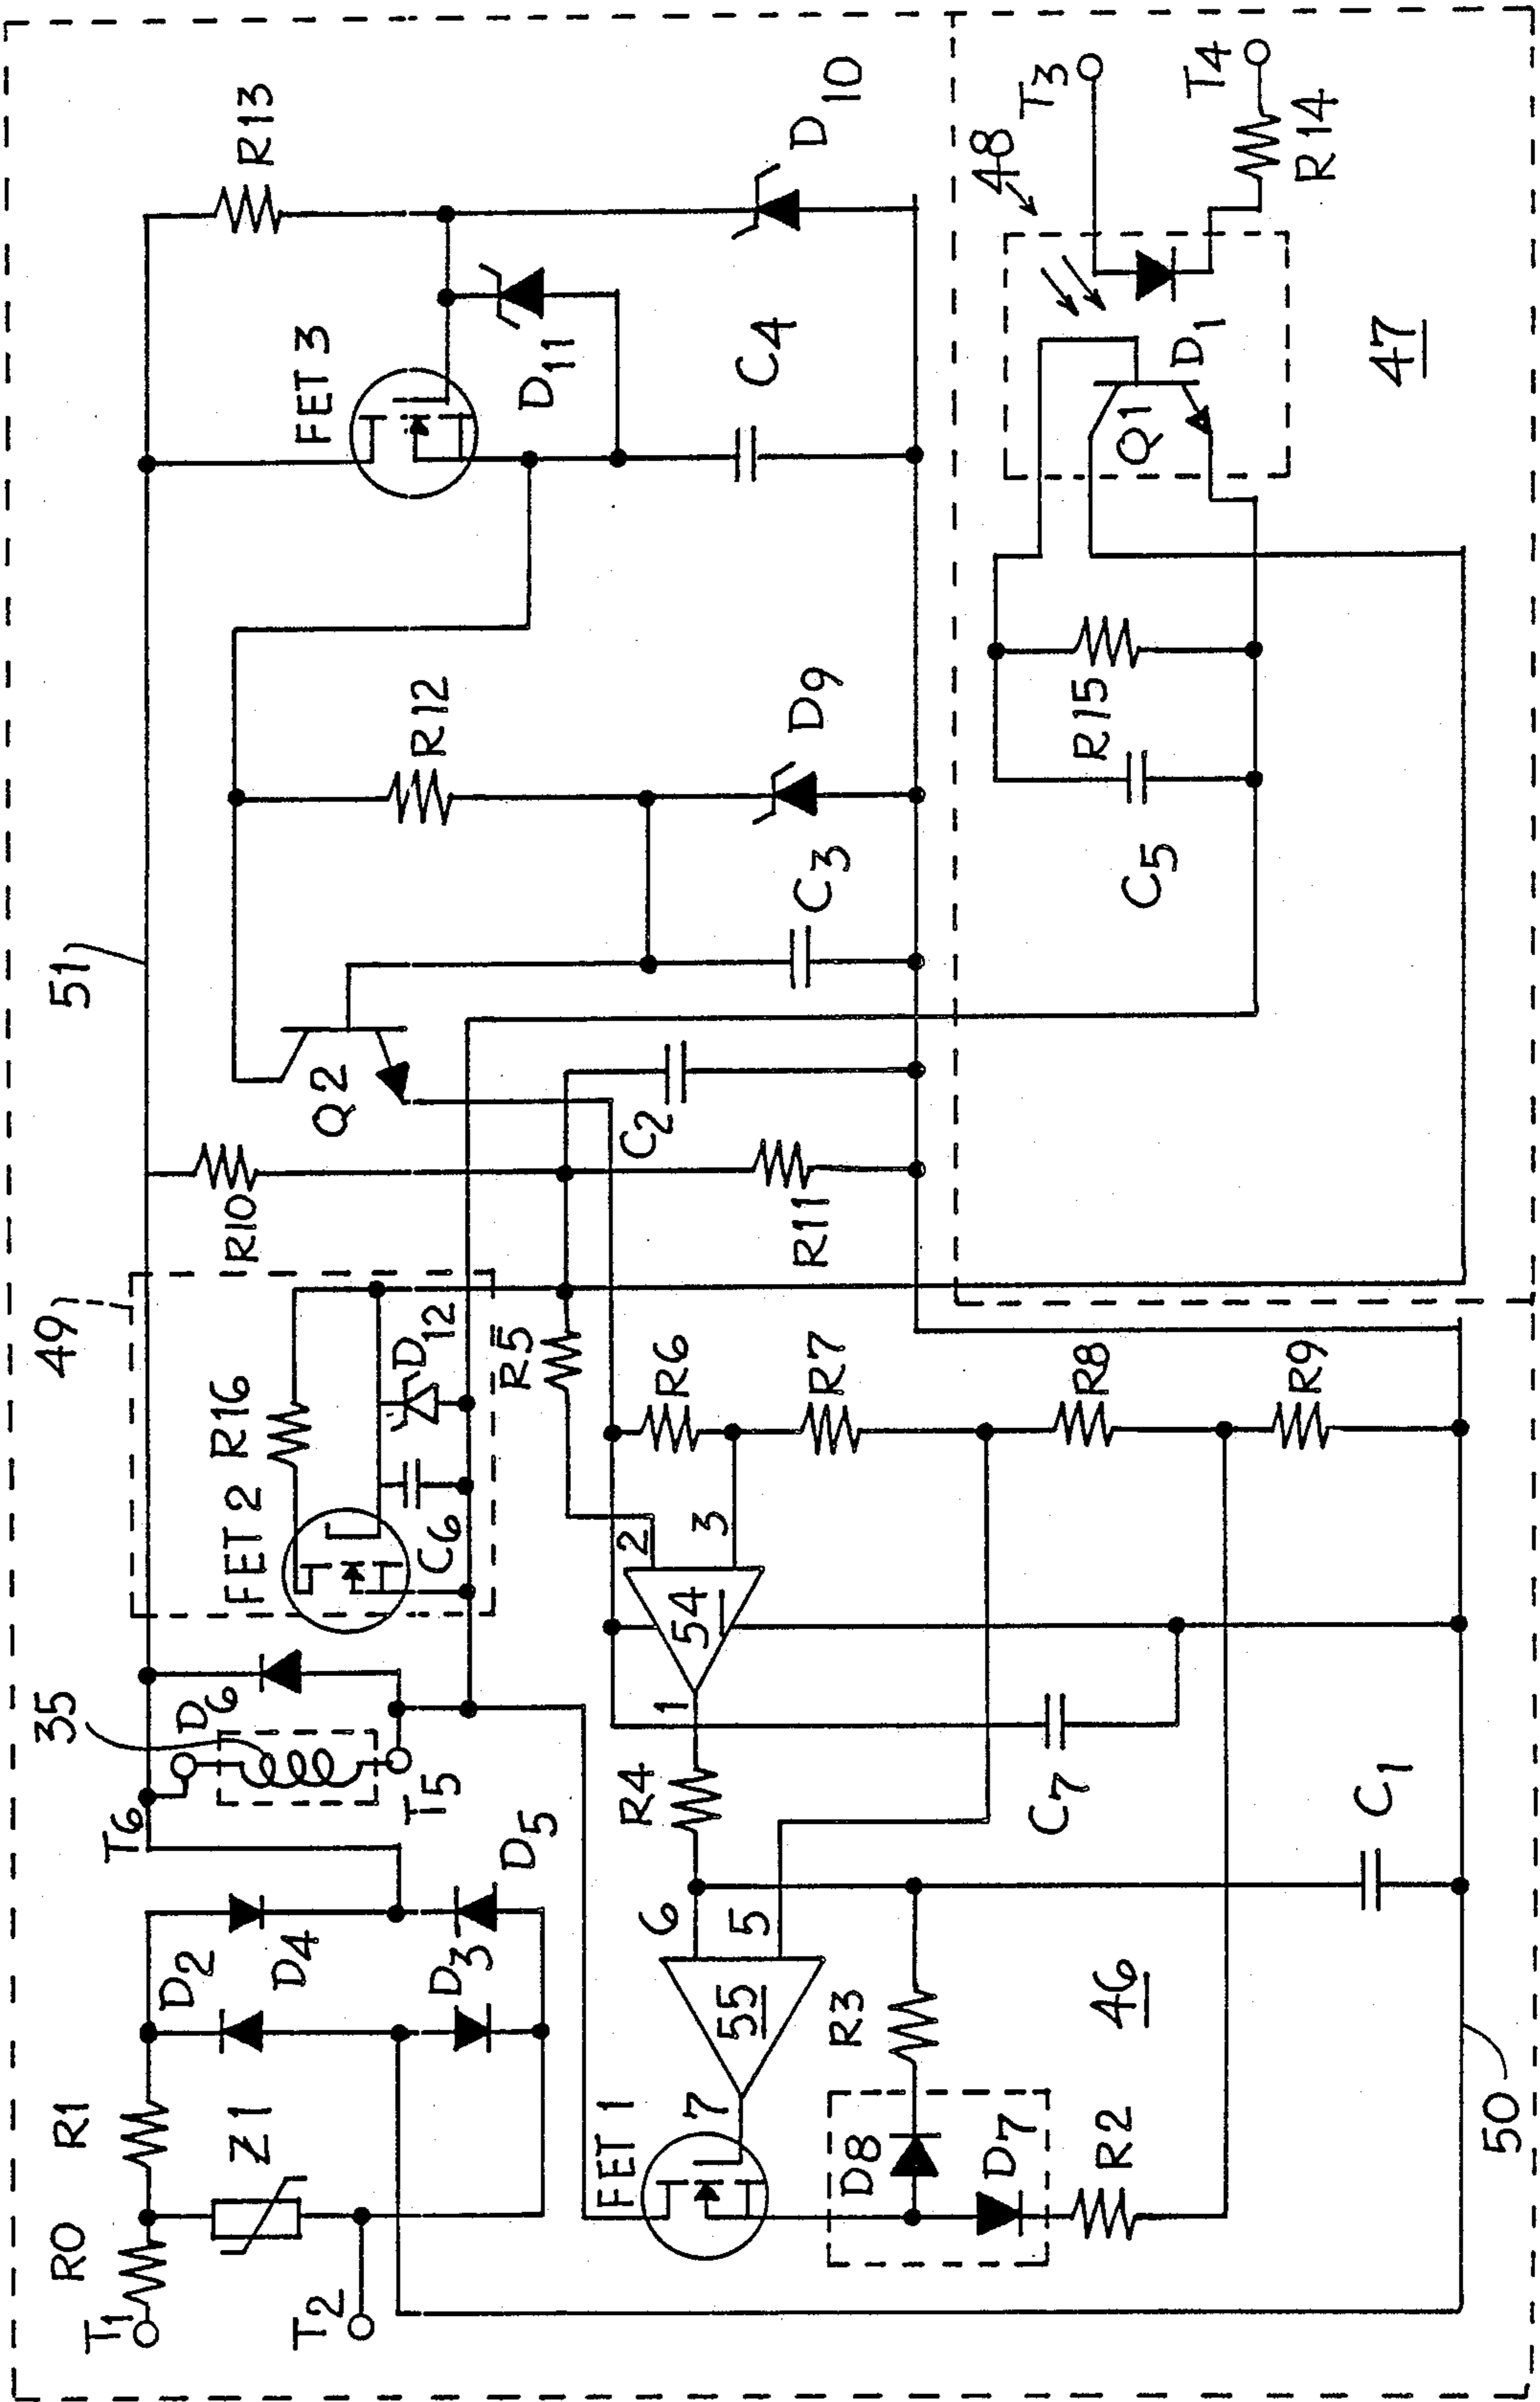 T1
R0
R1
Z1
T2
D2
D4
D3
D5
T6
35
D6
T5
49
FET 2
R16
C6
D12
R5
R10
51
Q2
C2
R11
C3
R12
D9
FET 3
D11
C4
R13
D10
FET 1
7
55
6
5
R4
1
54
2
3
R6
R7
R8
R9
D8
D7
R3
R2
46
C7
C1
50
C5
R15
Q1
D1
48
T3
T4
R14
47